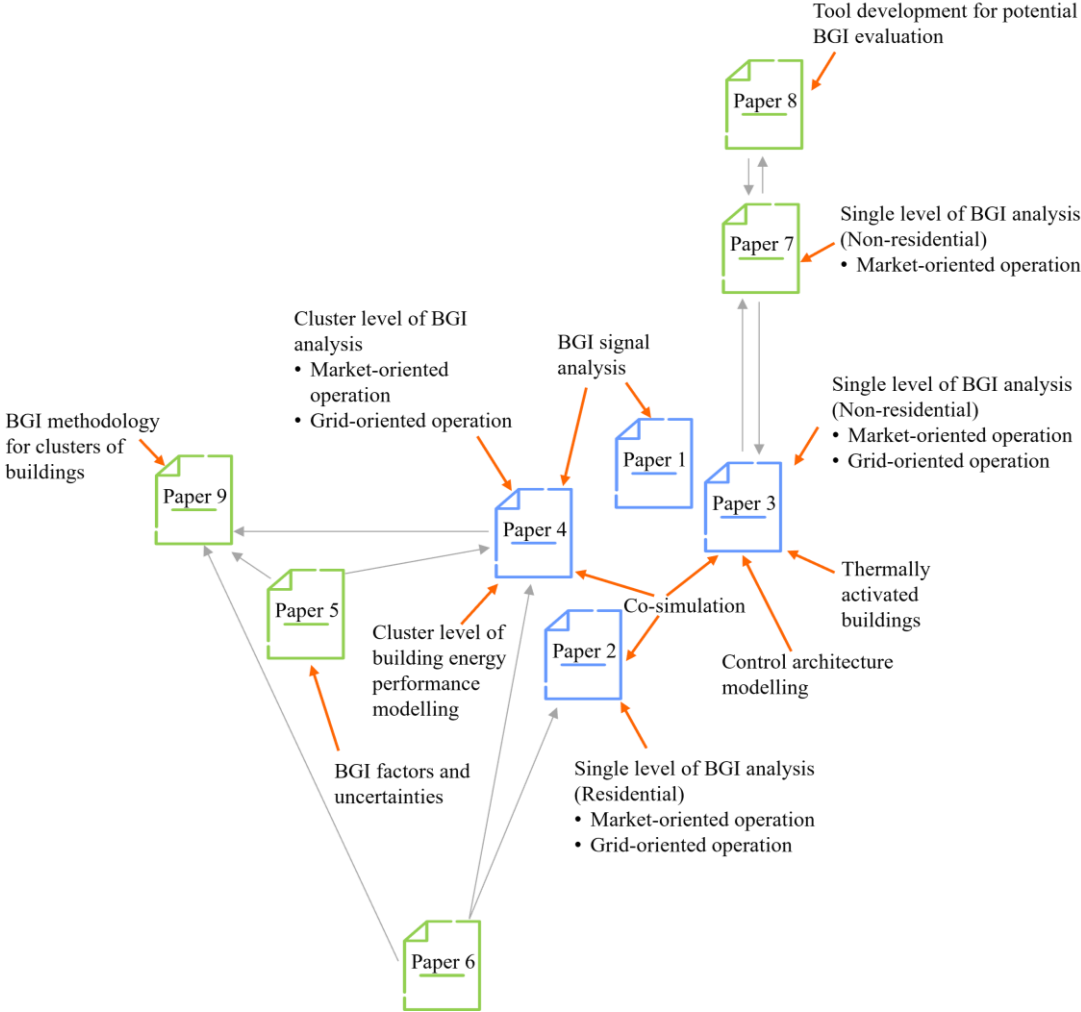 Tool development for potential
BGI evaluation
Paper 8
Single level of BGI analysis
(Non-residential)
• Market-oriented operation
Paper 7
Cluster level of BGI
analysis
• Market-oriented
operation
• Grid-oriented operation
BGI signal
analysis
Single level of BGI analysis
(Non-residential)
• Market-oriented operation
• Grid-oriented operation
BGI methodology
for clusters of
buildings
Paper 1
Paper 9
Paper 4
Paper 3
Thermally
activated
buildings
Paper 5
Co-simulation
Cluster level of
building energy
performance
modelling
Paper 2
Control architecture
modelling
BGI factors and
uncertainties
Single level of BGI analysis
(Residential)
• Market-oriented operation
• Grid-oriented operation
Paper 6